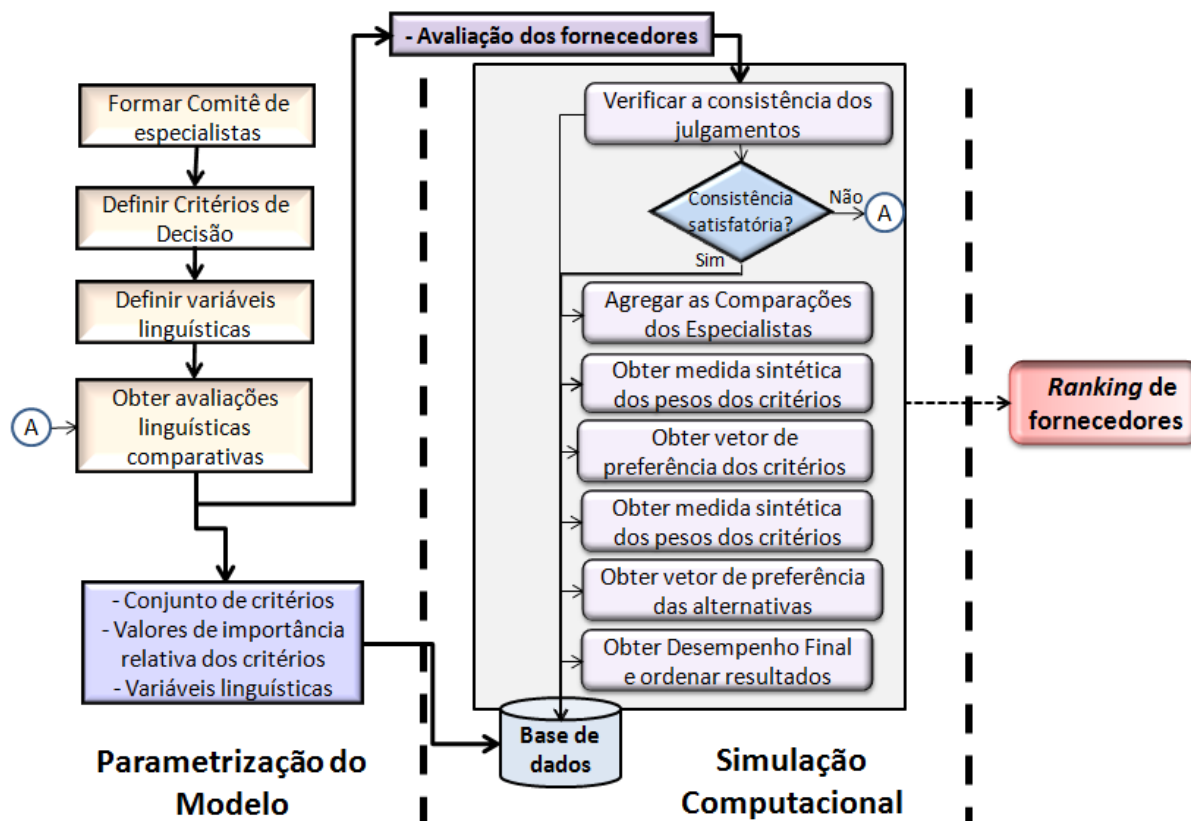 - Avaliação dos fornecedores
Formar Comitê de
especialistas
Definir Critérios de
Decisão
Definir variáveis
linguísticas
Obter avaliações
linguísticas
comparativas
A
- Conjunto de critérios
- Valores de importância
relativa dos critérios
- Variáveis linguísticas
Parametrização do
Modelo
Verificar a consistência dos
julgamentos
Consistência
satisfatória?
Não
A
Sim
Agregar as Comparações
dos Especialistas
Obter medida sintética
dos pesos dos critérios
Obter vetor de
preferência dos critérios
Obter medida sintética
dos pesos dos critérios
Obter vetor de preferência
das alternativas
Obter Desempenho Final
e ordenar resultados
Base de
dados
Simulação
Computacional
Ranking de
fornecedores